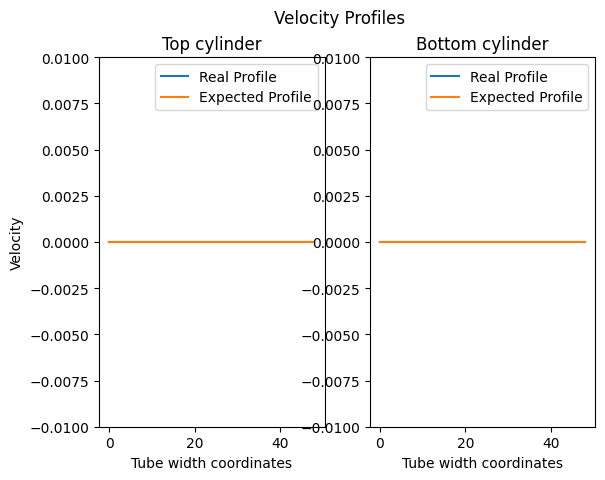 Velocity Profiles
Top cylinder
Bottom cylinder
Real Profile
Expected Profile
Real Profile
Expected Profile
Velocity
0.0100
0.0075
0.0050
0.0025
0.0000
−0.0025
−0.0050
−0.0075
−0.0100
0.0100
0.0075
0.0050
0.0025
0.0000
−0.0025
−0.0050
−0.0075
−0.0100
0 20 40
0 20 40
Tube width coordinates
Tube width coordinates